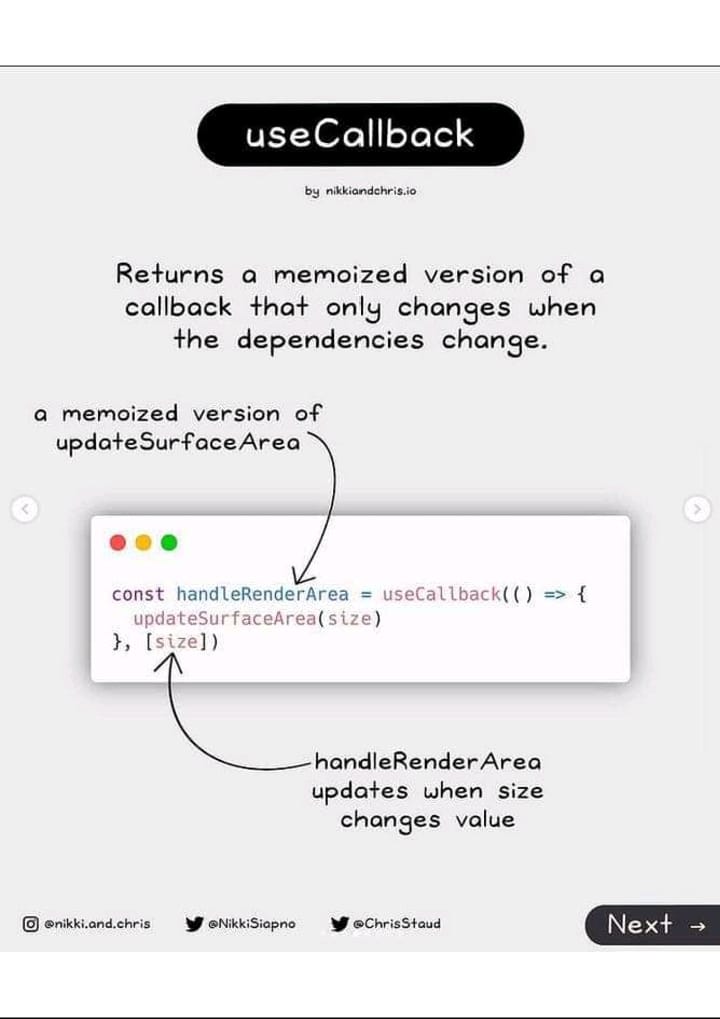 useCallback
by nikkiandchris.io
Returns a memoized version of a
callback that only changes when
the dependencies change.
a memoized version of
updateSurfaceArea
const handleRenderArea = useCallback(() => {
  updateSurfaceArea(size)
}, [size])
handleRenderArea
updates when size
changes value
@nikki.and.chris
@NikkiSiapno
@ChrisStaud
Next →